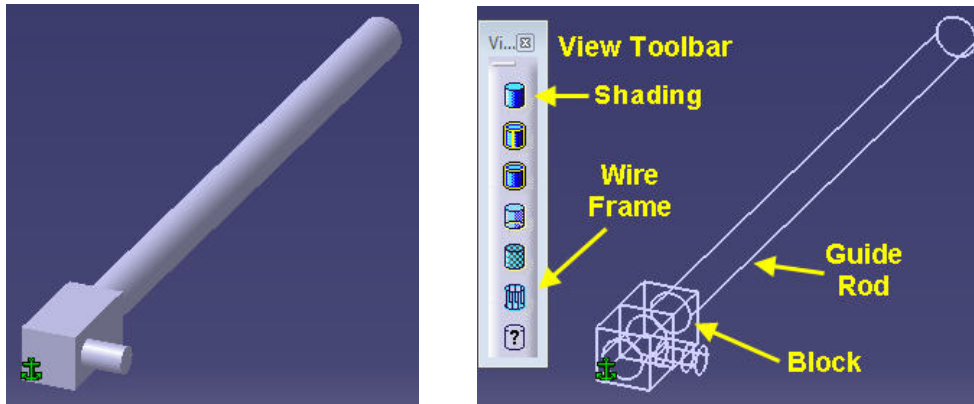 Vi...
View Toolbar
Shading
Wire
Frame
Guide
Rod
Block
?